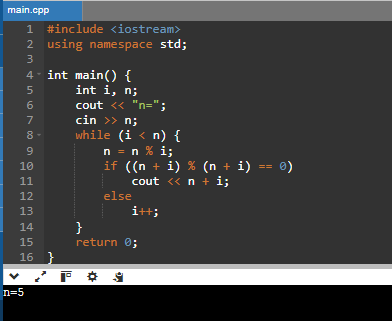 main.cpp
1 #include <iostream>
2 using namespace std;
3
4 int main() {
5     int i, n;
6     cout << "n=";
7     cin >> n;
8     while (i < n) {
9         n = n % i;
10         if ((n + i) % (n + i) == 0)
11             cout << n + i;
12         else
13             i++;
14     }
15     return 0;
16 }
n=5